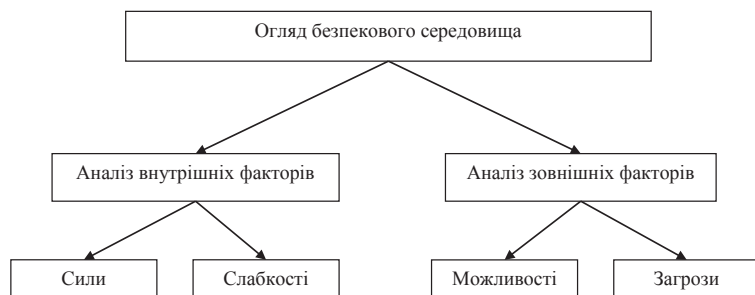 Огляд безпекового середовища
Аналіз внутрішніх факторів
Аналіз зовнішніх факторів
Сили
Слабкості
Можливості
Загрози